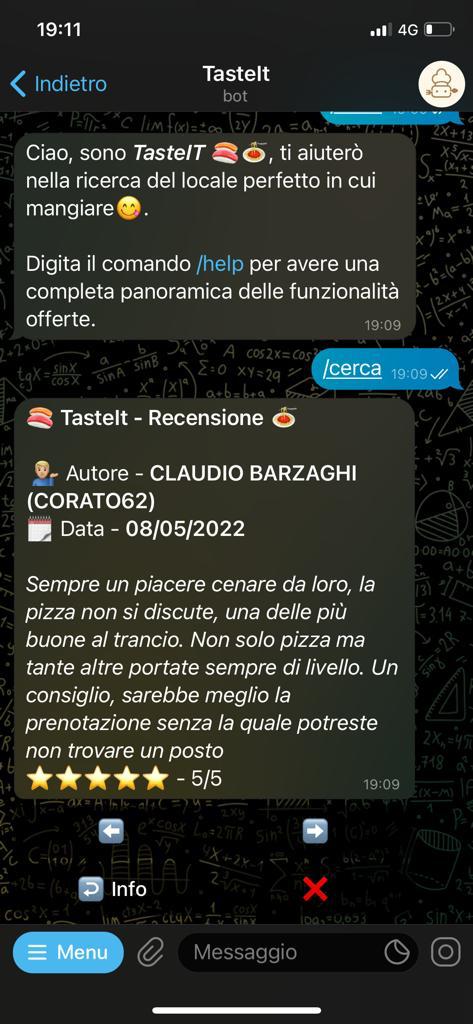 19:11
4G
Indietro
TasteIt
bot
Ciao, sono TasteIT 🍣🍝, ti aiuterò
nella ricerca del locale perfetto in cui
mangiare😋.
Digita il comando /help per avere una
completa panoramica delle funzionalità
offerte.
19:09
/cerca 19:09
🍣 TasteIt - Recensione 🍝
💁🏼‍♂️ Autore - CLAUDIO BARZAGHI
(CORATO62)
🗓 Data - 08/05/2022
Sempre un piacere cenare da loro, la
pizza non si discute, una delle più
buone al trancio. Non solo pizza ma
tante altre portate sempre di livello. Un
consiglio, sarebbe meglio la
prenotazione senza la quale potreste
non trovare un posto
⭐⭐⭐⭐⭐ - 5/5
19:09
⬅️ ➡️
↩️ Info ❌
Menu
Messaggio